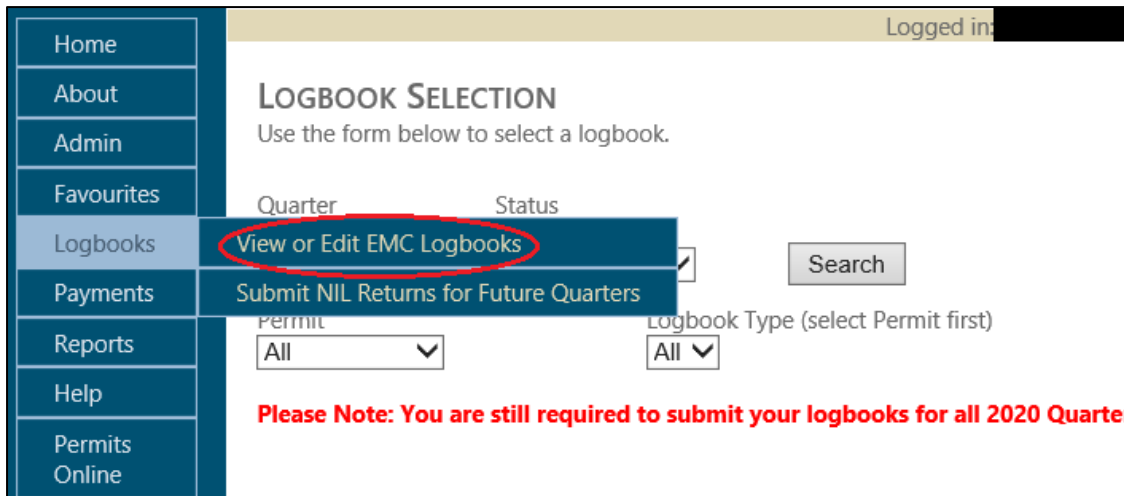 Logged in:
Home
About
Admin
Favourites
Logbooks
Payments
Reports
Help
Permits
Online
LOGBOOK SELECTION
Use the form below to select a logbook.
Quarter Status
View or Edit EMC Logbooks
Submit NIL Returns for Future Quarters
Search
Permit Logbook Type (select Permit first)
All All
Please Note: You are still required to submit your logbooks for all 2020 Quarte